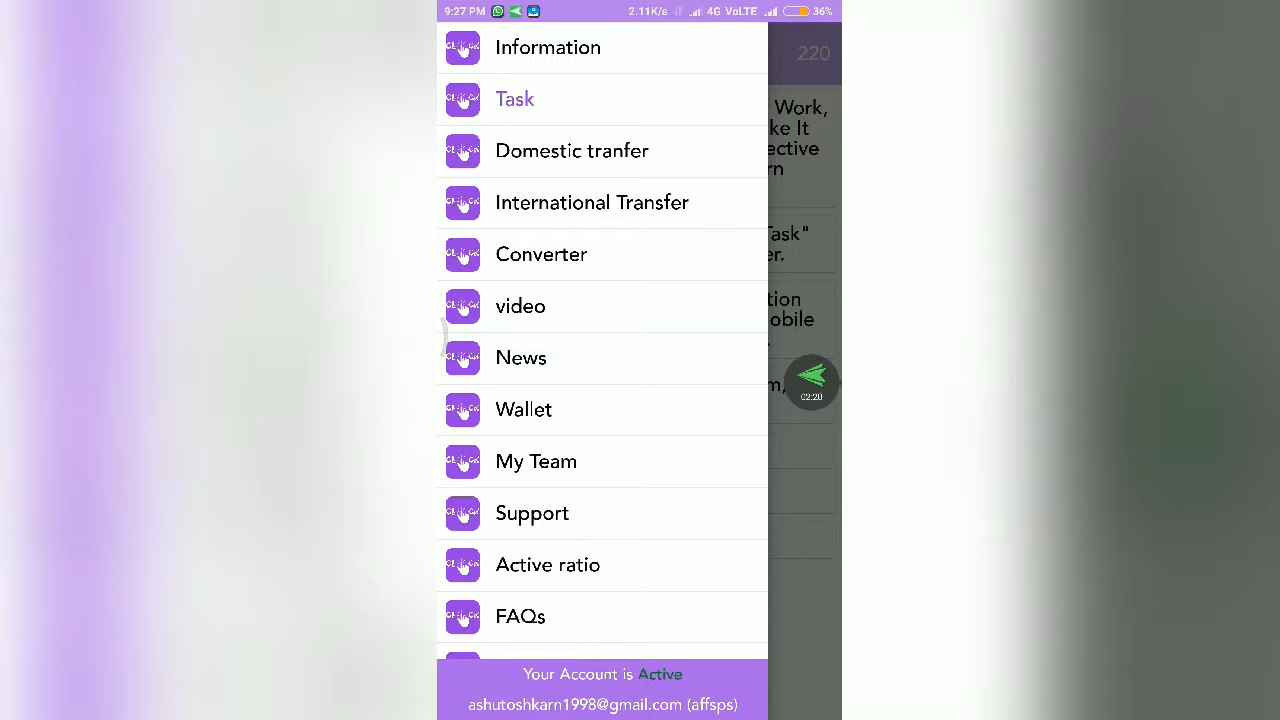 9:27 PM 2.11K/s 4G VoLTE 36%
220
Information
Task
Domestic tranfer
International Transfer
Converter
video
News
Wallet
My Team
Support
Active ratio
FAQs
Your Account is Active
ashutoshkarn1998@gmail.com (affsps)
Work,
ke It
ective
rn
Task"
er.
tion
obile
m,
02:20